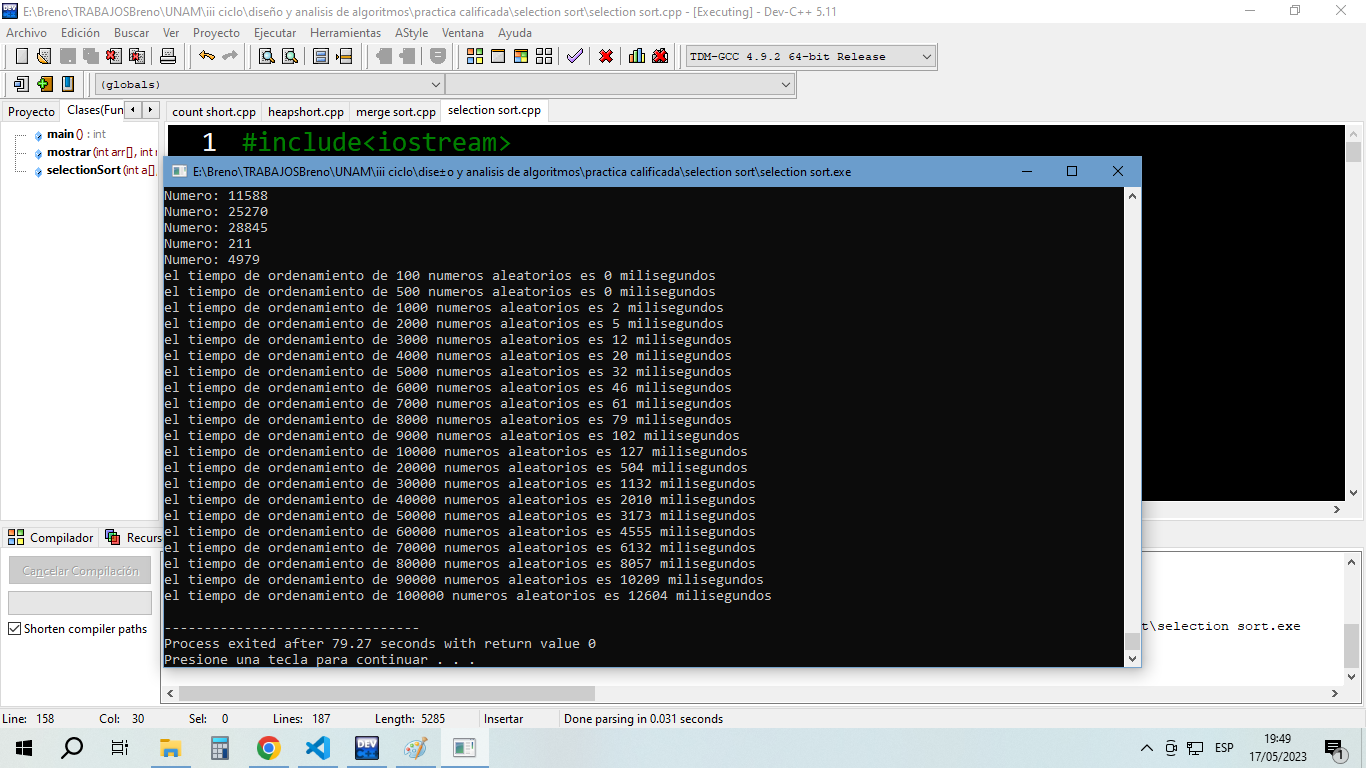 E:\Breno\TRABAJOSBreno\UNAM\iii ciclo\diseño y analisis de algoritmos\practica calificada\selection sort\selection sort.cpp - [Executing] - Dev-C++ 5.11
Archivo Edición Buscar Ver Proyecto Ejecutar Herramientas AStyle Ventana Ayuda
TDM-GCC 4.9.2 64-bit Release
(globals)
Proyecto Clases(Fun count short.cpp heapshort.cpp merge sort.cpp selection sort.cpp
main () : int
mostrar (int arr[], int n
selectionSort (int a[],
1 #include<iostream>
E:\Breno\TRABAJOSBreno\UNAM\iii ciclo\dise±o y analisis de algoritmos\practica calificada\selection sort\selection sort.exe
Numero: 11588
Numero: 25270
Numero: 28845
Numero: 211
Numero: 4979
el tiempo de ordenamiento de 100 numeros aleatorios es 0 milisegundos
el tiempo de ordenamiento de 500 numeros aleatorios es 0 milisegundos
el tiempo de ordenamiento de 1000 numeros aleatorios es 2 milisegundos
el tiempo de ordenamiento de 2000 numeros aleatorios es 5 milisegundos
el tiempo de ordenamiento de 3000 numeros aleatorios es 12 milisegundos
el tiempo de ordenamiento de 4000 numeros aleatorios es 20 milisegundos
el tiempo de ordenamiento de 5000 numeros aleatorios es 32 milisegundos
el tiempo de ordenamiento de 6000 numeros aleatorios es 46 milisegundos
el tiempo de ordenamiento de 7000 numeros aleatorios es 61 milisegundos
el tiempo de ordenamiento de 8000 numeros aleatorios es 79 milisegundos
el tiempo de ordenamiento de 9000 numeros aleatorios es 102 milisegundos
el tiempo de ordenamiento de 10000 numeros aleatorios es 127 milisegundos
el tiempo de ordenamiento de 20000 numeros aleatorios es 504 milisegundos
el tiempo de ordenamiento de 30000 numeros aleatorios es 1132 milisegundos
el tiempo de ordenamiento de 40000 numeros aleatorios es 2010 milisegundos
el tiempo de ordenamiento de 50000 numeros aleatorios es 3173 milisegundos
el tiempo de ordenamiento de 60000 numeros aleatorios es 4555 milisegundos
el tiempo de ordenamiento de 70000 numeros aleatorios es 6132 milisegundos
el tiempo de ordenamiento de 80000 numeros aleatorios es 8057 milisegundos
el tiempo de ordenamiento de 90000 numeros aleatorios es 10209 milisegundos
el tiempo de ordenamiento de 100000 numeros aleatorios es 12604 milisegundos
--------------------------------
Process exited after 79.27 seconds with return value 0
Presione una tecla para continuar . . .
Compilador Recurs
Cancelar Compilación
Shorten compiler paths
t\selection sort.exe
Line: 158 Col: 30 Sel: 0 Lines: 187 Length: 5285 Insertar Done parsing in 0.031 seconds
DEV
ESP
19:49
17/05/2023
1